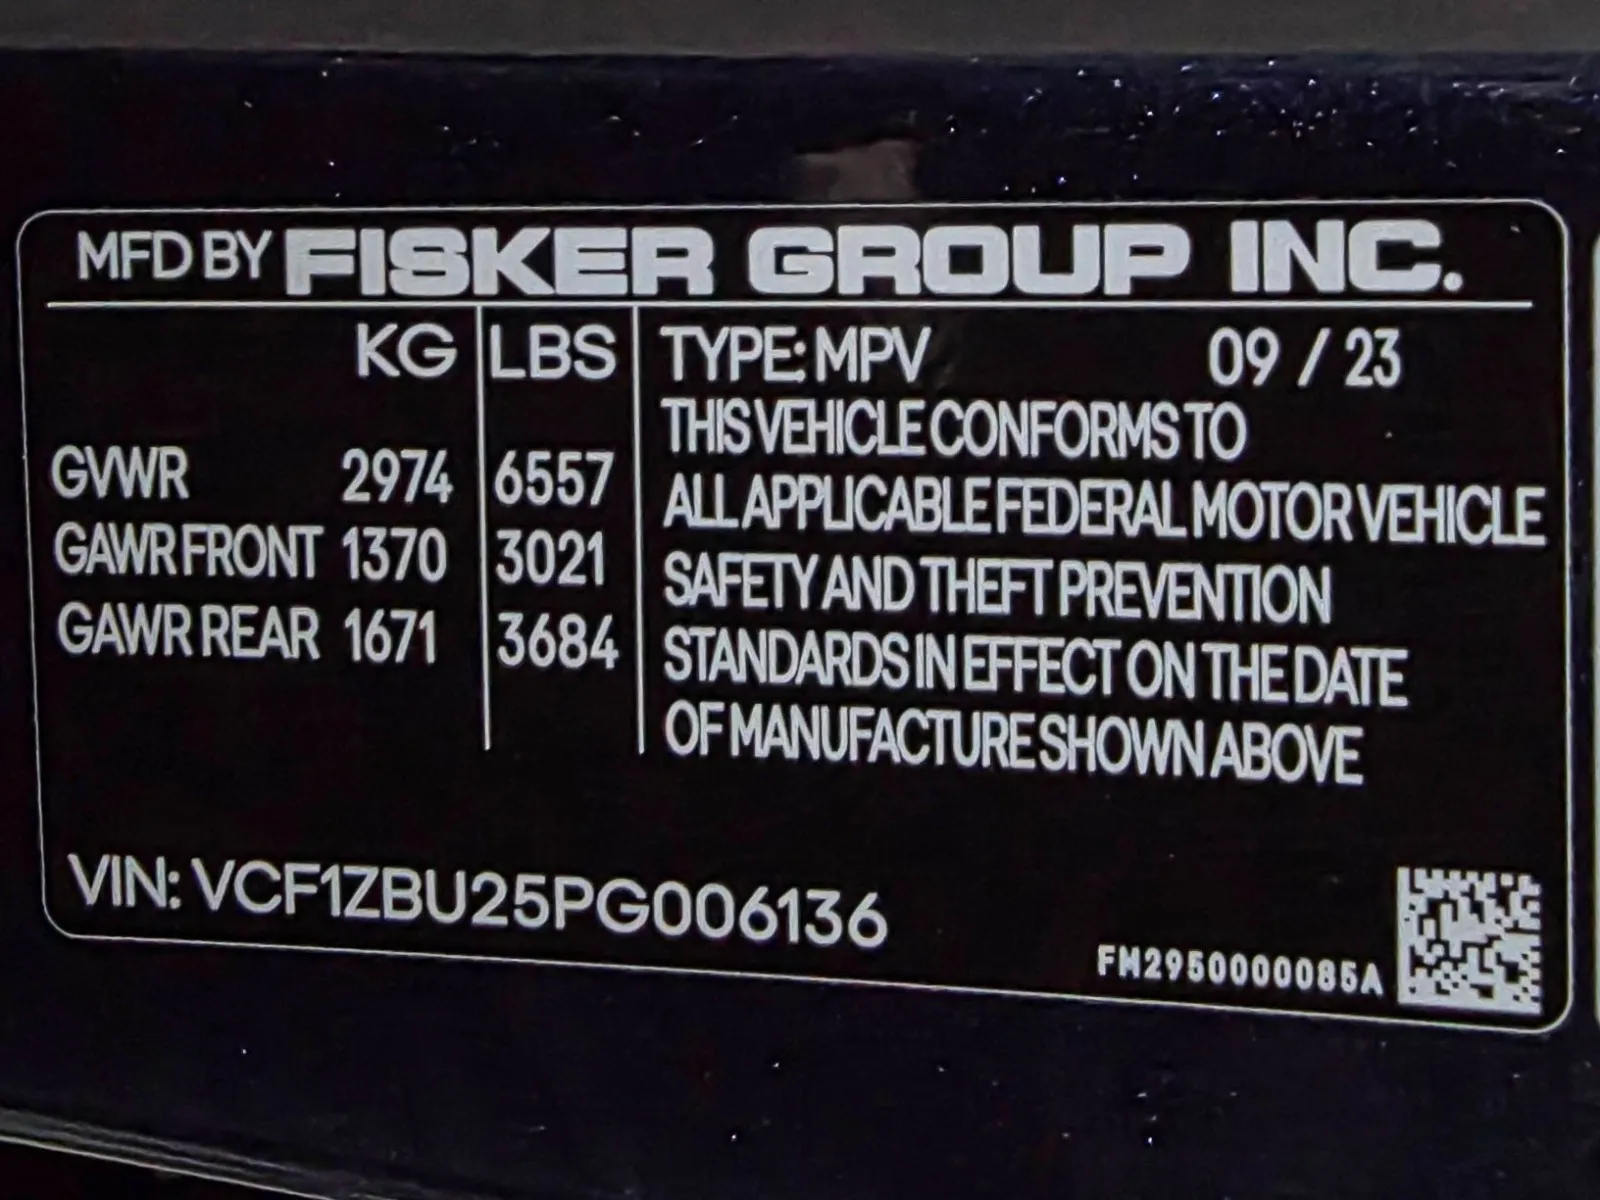 MFD BY FISKER GROUP INC.
KG LBS TYPE: MPV 09 / 23
THIS VEHICLE CONFORMS TO
GVWR 2974 6557 ALL APPLICABLE FEDERAL MOTOR VEHICLE
GAWR FRONT 1370 3021 SAFETY AND THEFT PREVENTION
GAWR REAR 1671 3684 STANDARDS IN EFFECT ON THE DATE
OF MANUFACTURE SHOWN ABOVE
VIN: VCF1ZBU25PG006136
FM2950000085A